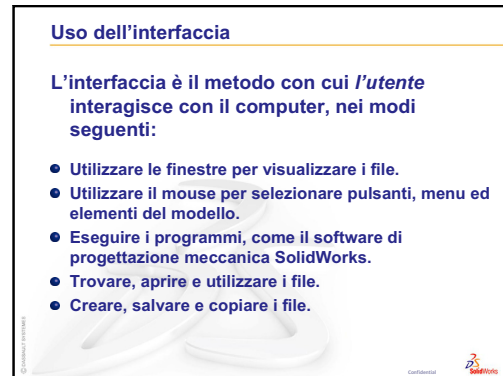 Uso dell’interfaccia
L’interfaccia è il metodo con cui l’utente
interagisce con il computer, nei modi
seguenti:
Utilizzare le finestre per visualizzare i file.
Utilizzare il mouse per selezionare pulsanti, menu ed
elementi del modello.
Eseguire i programmi, come il software di
progettazione meccanica SolidWorks.
Trovare, aprire e utilizzare i file.
Creare, salvare e copiare i file.
© DASSAULT SYSTEMES
Confidential
SolidWorks